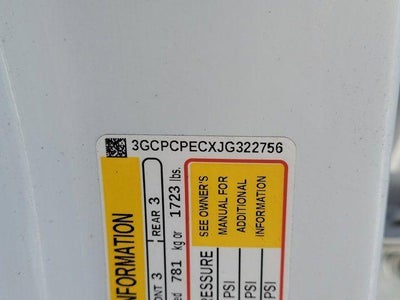 3GCPCPECXJG322756
INFORMATION
FRONT 3
REAR 3
781 kg or 1723 lbs.
PRESSURE
SEE OWNER'S
MANUAL FOR
ADDITIONAL
INFORMATION
PSI
PSI